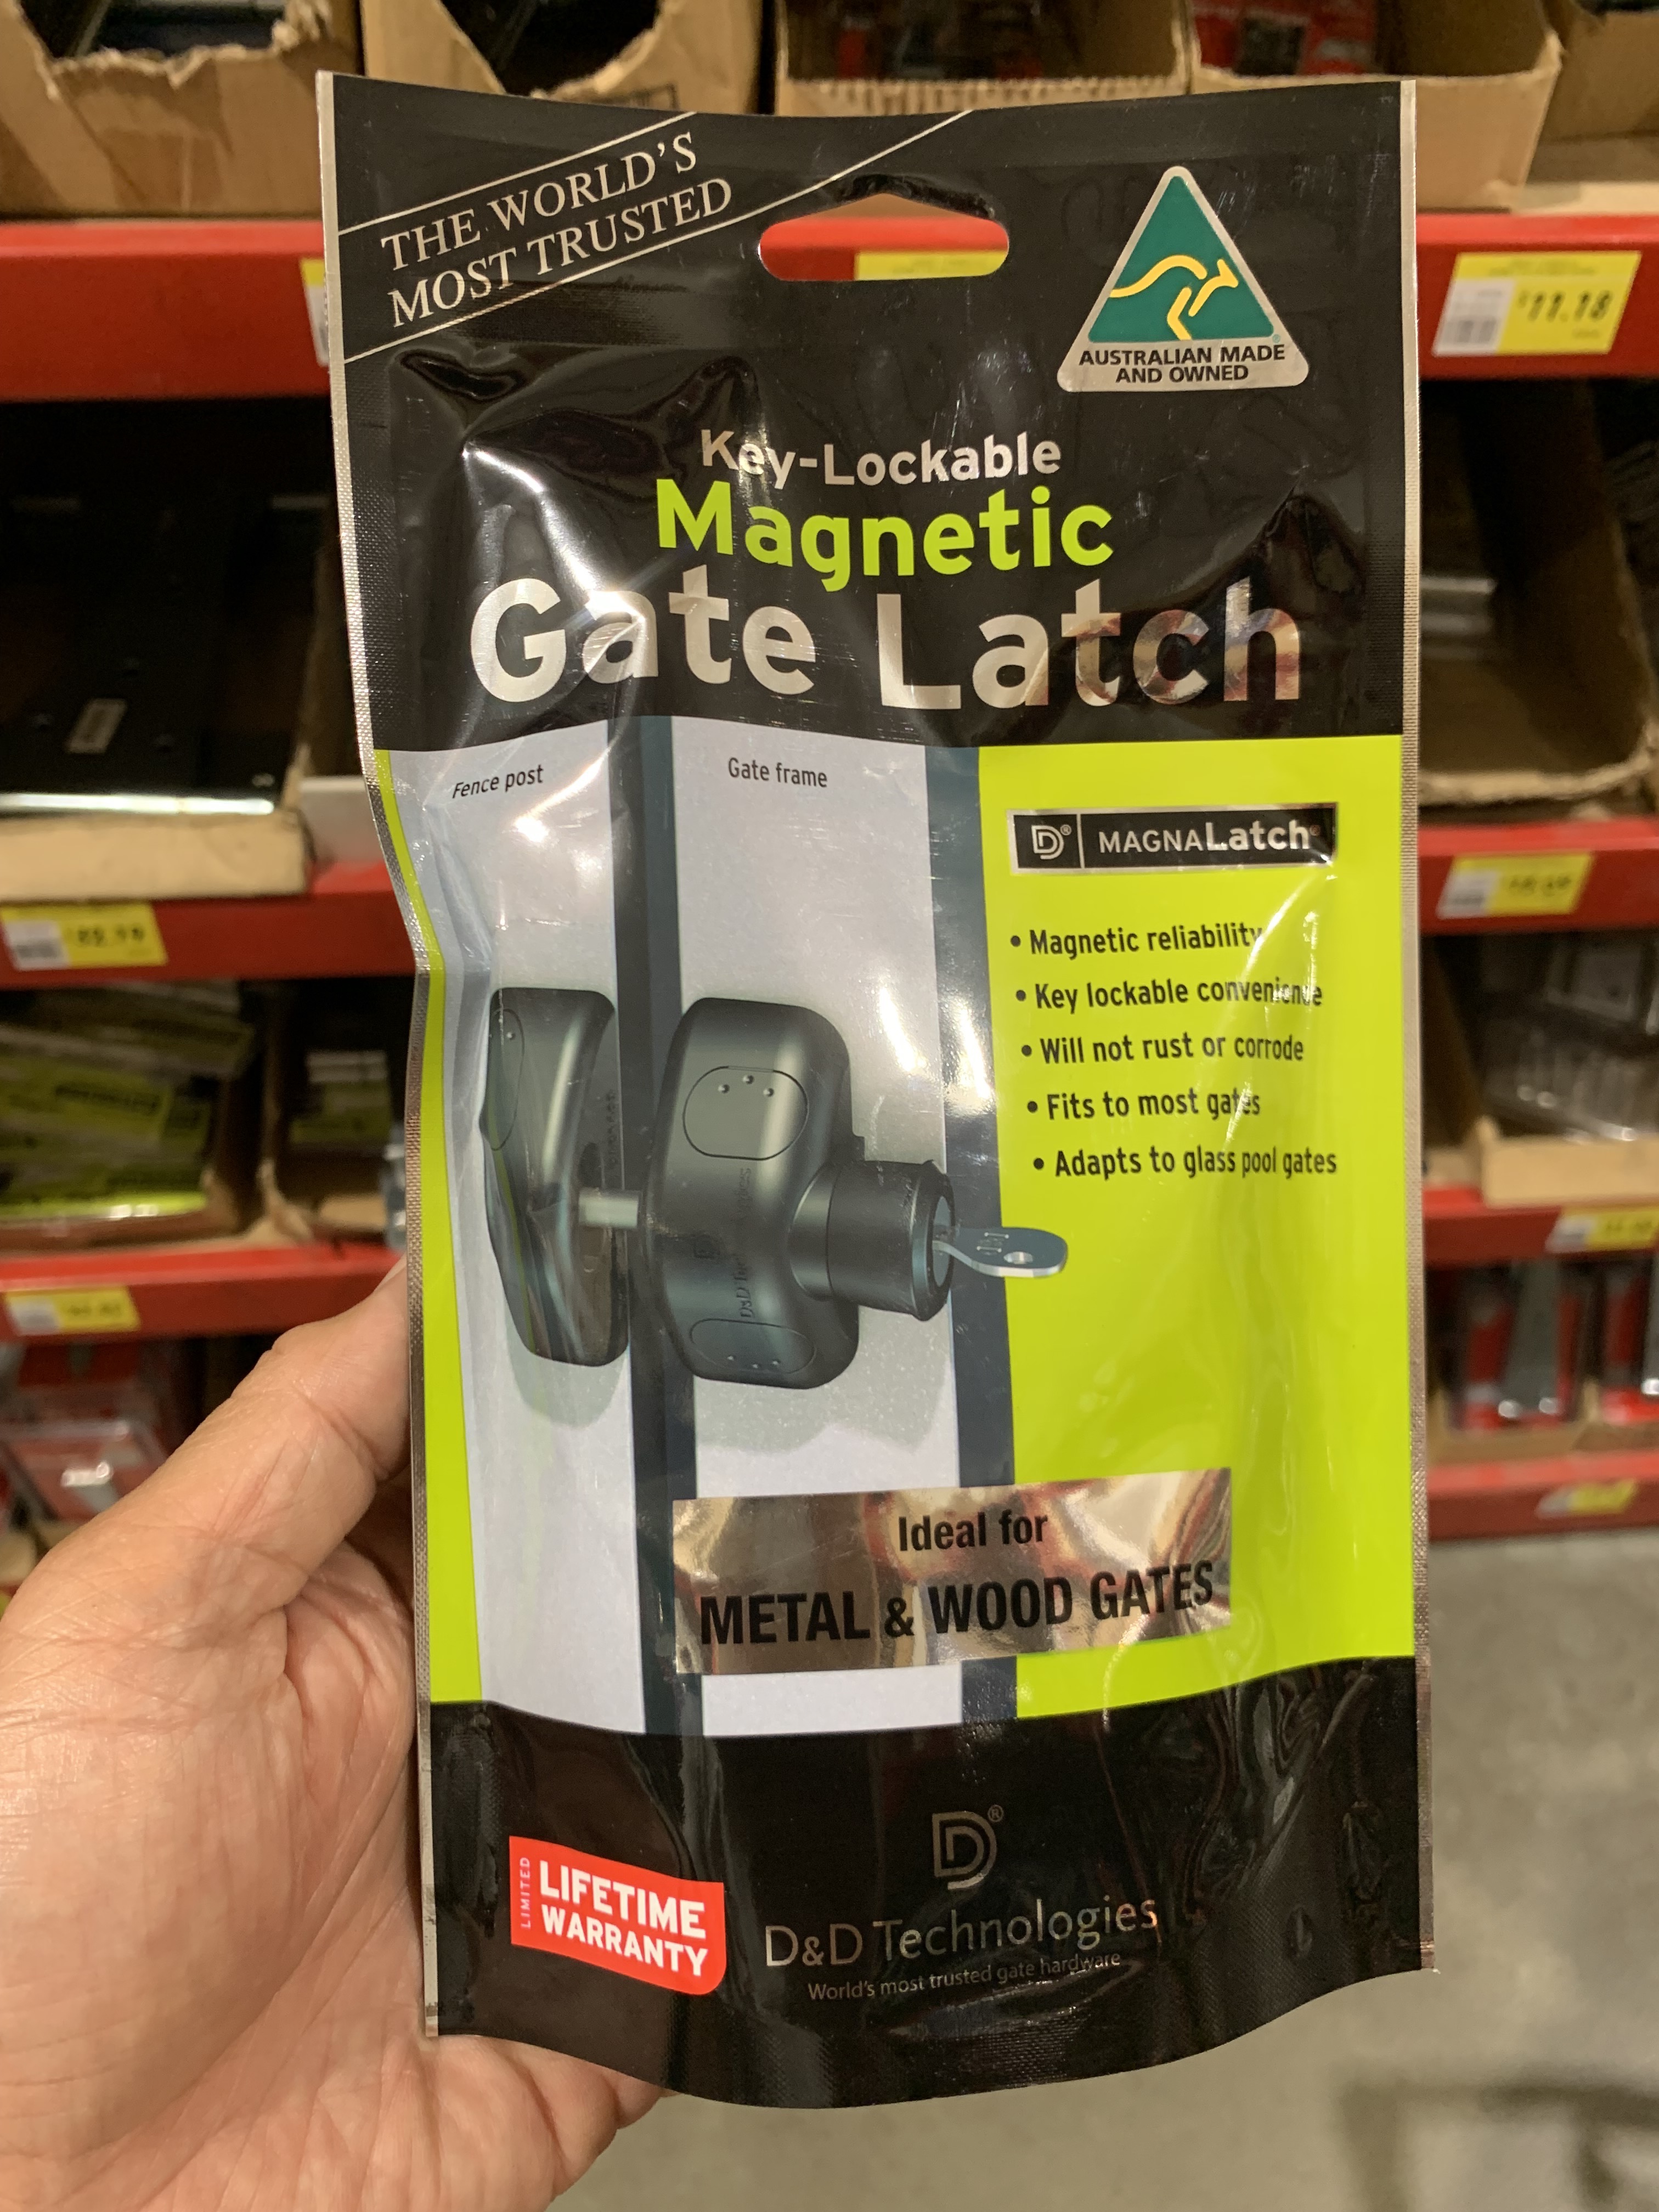 THE WORLD'S
MOST TRUSTED
AUSTRALIAN MADE
AND OWNED
Key-Lockable
Magnetic
Gate Latch
Fence post
Gate frame
D® MAGNALatch®
• Magnetic reliability
• Key lockable convenience
• Will not rust or corrode
• Fits to most gates
• Adapts to glass pool gates
Ideal for
METAL & WOOD GATES
LIMITED
LIFETIME
WARRANTY
D®
D&D Technologies
World's most trusted gate hardware
$11.18